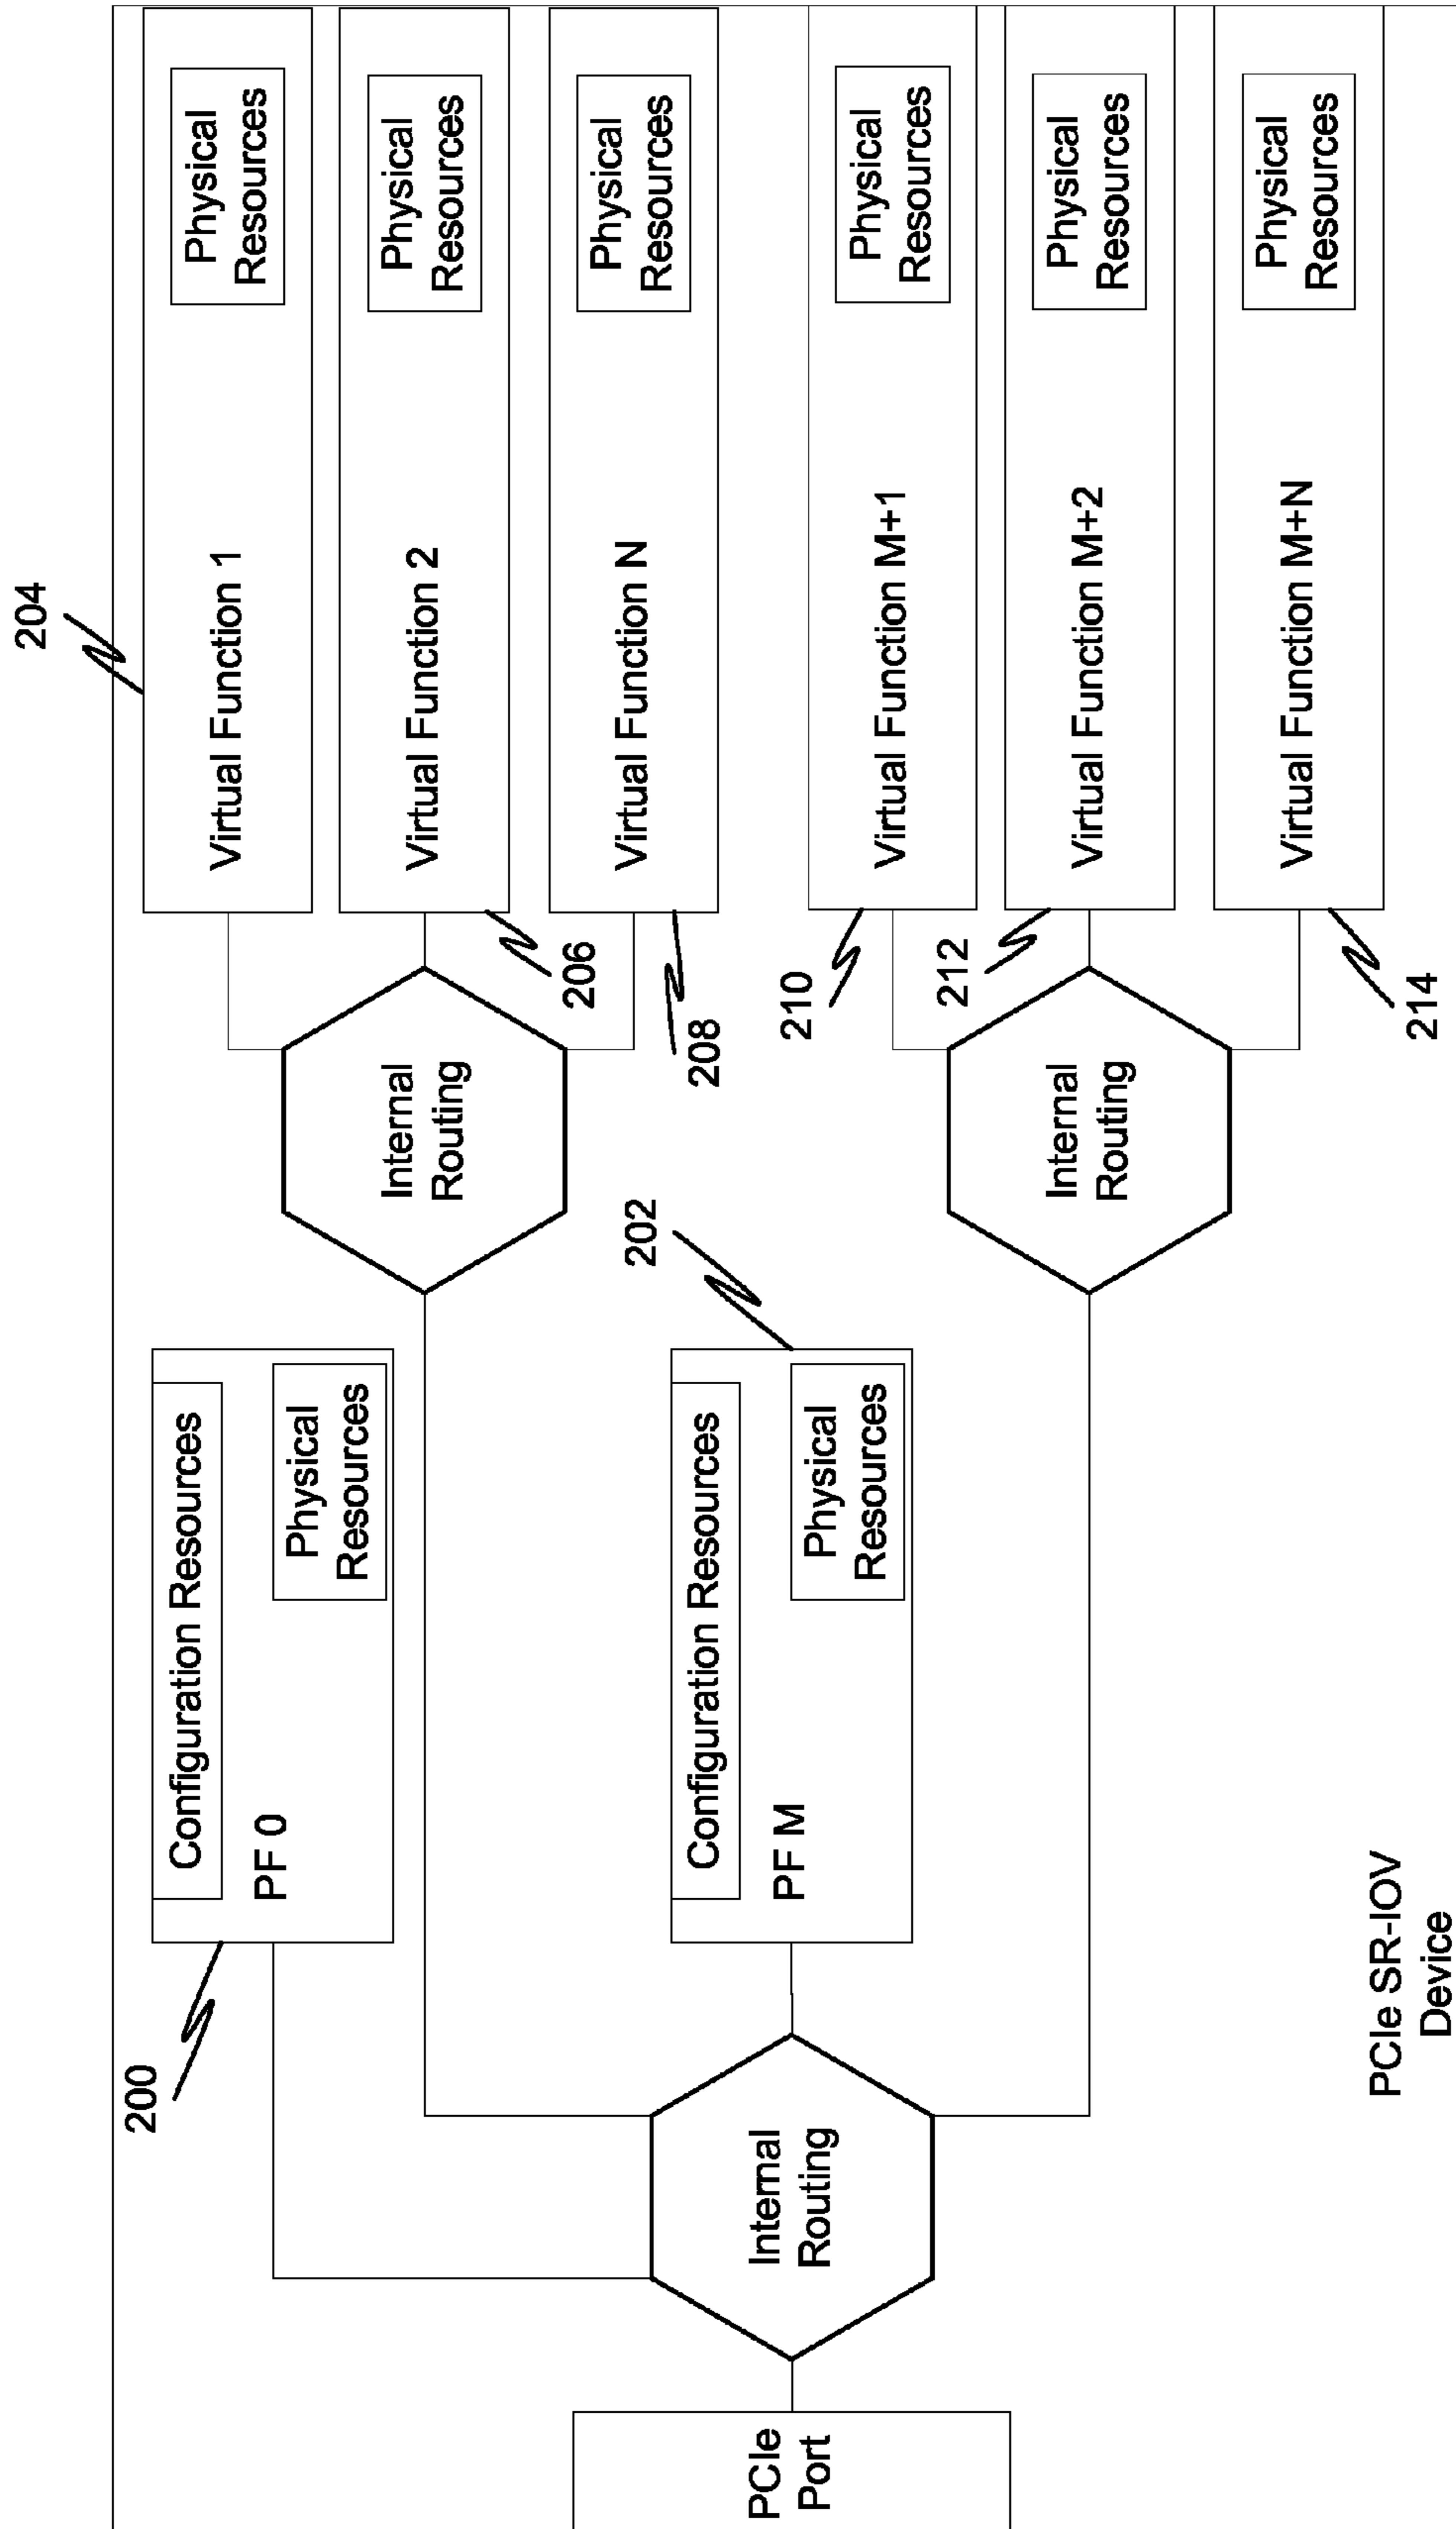 204
Virtual Function 1
Physical
Resources
Virtual Function 2
Physical
Resources
206
Virtual Function N
Physical
Resources
208
200
Configuration Resources
PF 0
Physical
Resources
Internal
Routing
202
Configuration Resources
PF M
Physical
Resources
PCIe
Port
Internal
Routing
Internal
Routing
210
Virtual Function M+1
Physical
Resources
212
Virtual Function M+2
Physical
Resources
214
Virtual Function M+N
Physical
Resources
PCIe SR-IOV
Device